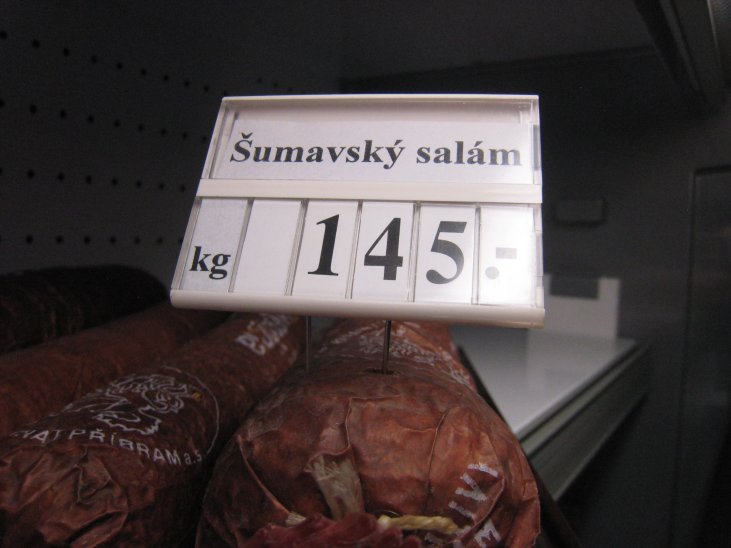 Šumavský salám
kg 145.-
PŘÍBRAM a.s.